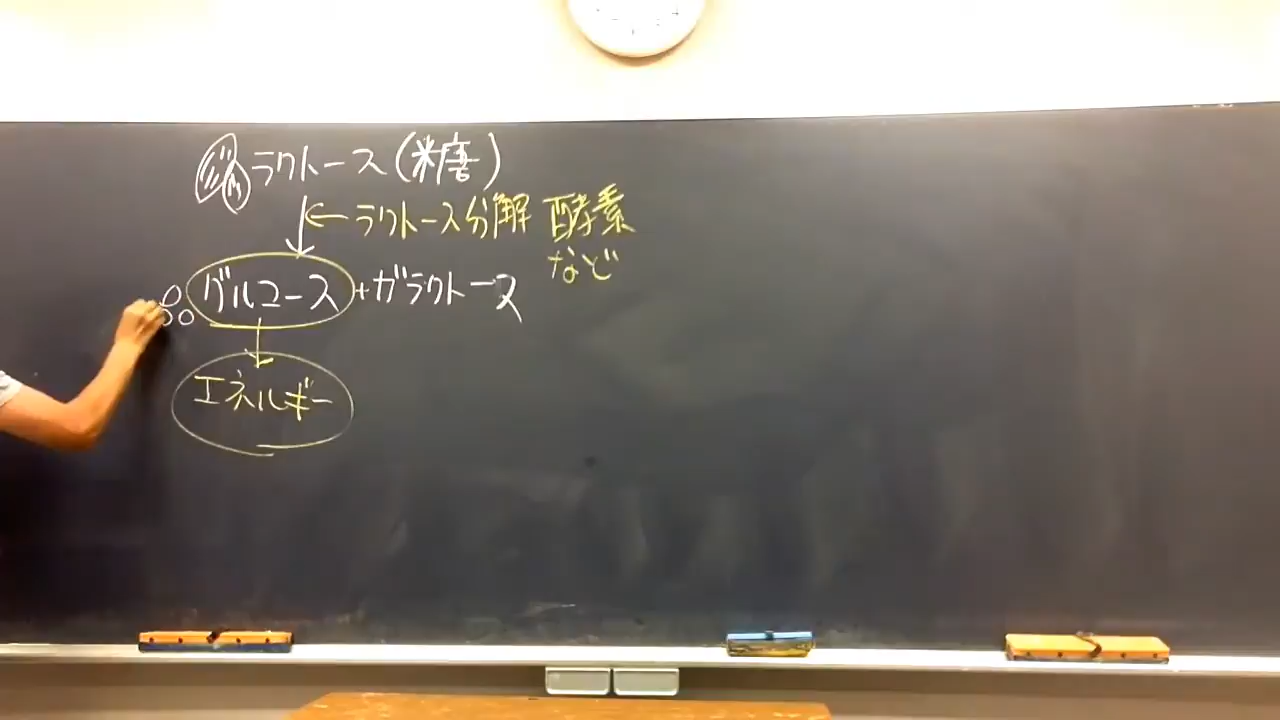 ラクトース(糖)
←ラクトース分解酵素
など
グルコース+ガラクトース
エネルギー